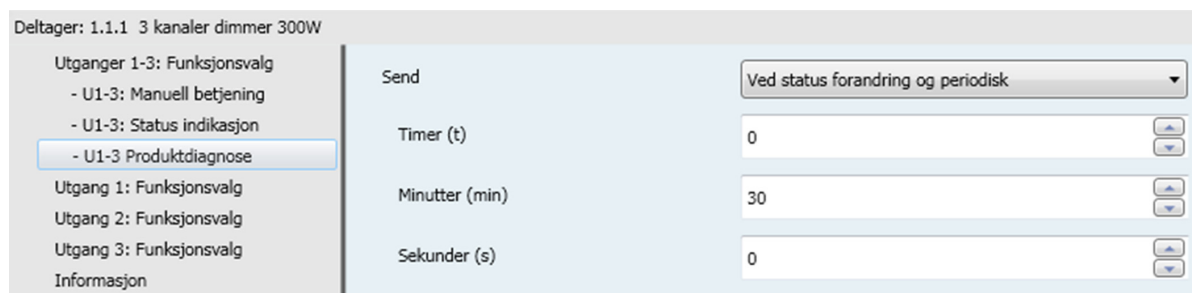 Deltager: 1.1.1 3 kanaler dimmer 300W
Utganger 1-3: Funksjonsvalg
- U1-3: Manuell betjening
- U1-3: Status indikasjon
- U1-3 Produktdiagnose
Utgang 1: Funksjonsvalg
Utgang 2: Funksjonsvalg
Utgang 3: Funksjonsvalg
Informasjon
Send
Ved status forandring og periodisk
Timer (t)
0
Minutter (min)
30
Sekunder (s)
0